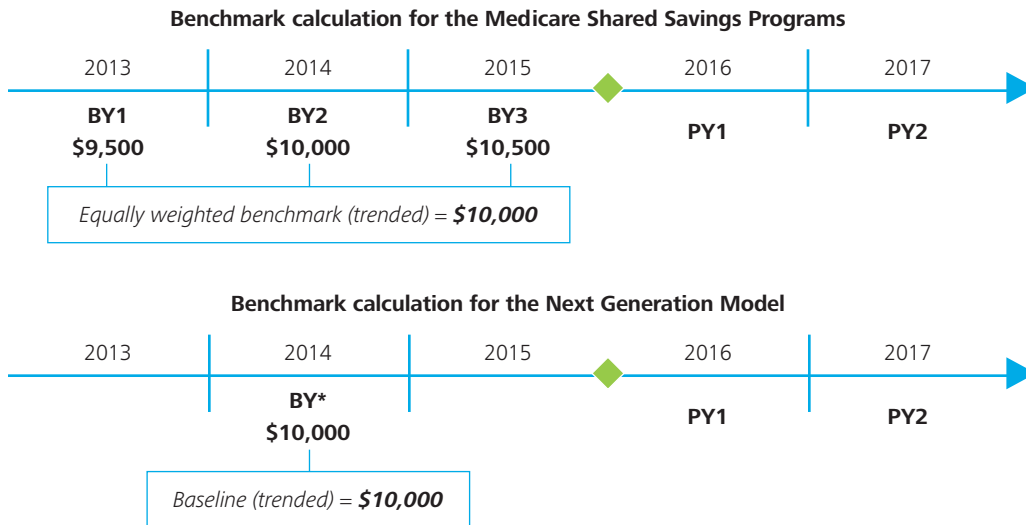 Benchmark calculation for the Medicare Shared Savings Programs
2013 2014 2015 2016 2017
BY1 BY2 BY3 PY1 PY2
$9,500 $10,000 $10,500
Equally weighted benchmark (trended) = $10,000
Benchmark calculation for the Next Generation Model
2013 2014 2015 2016 2017
BY* PY1 PY2
$10,000
Baseline (trended) = $10,000